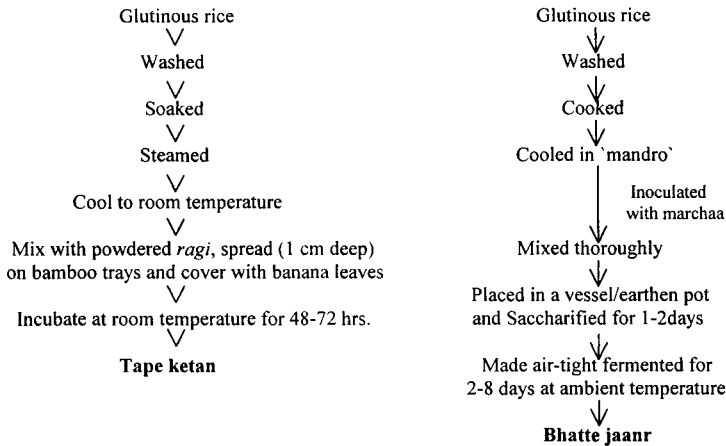 Glutinous rice
Washed
Soaked
Steamed
Cool to room temperature
Mix with powdered ragi, spread (1 cm deep)
on bamboo trays and cover with banana leaves
Incubate at room temperature for 48-72 hrs.
Tape ketan
Glutinous rice
Washed
Cooked
Cooled in `mandro`
Inoculated
with marchaa
Mixed thoroughly
Placed in a vessel/earthen pot
and Saccharified for 1-2days
Made air-tight fermented for
2-8 days at ambient temperature
Bhatte jaanr